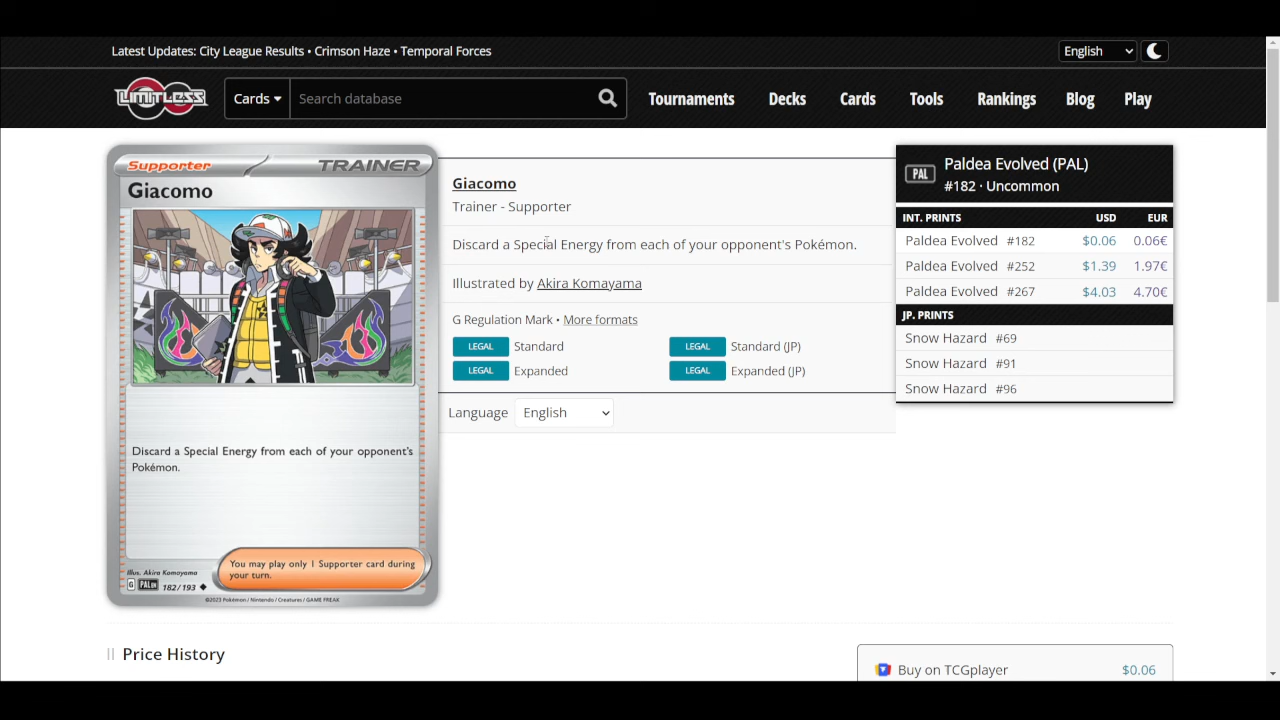 Latest Updates: City League Results • Crimson Haze • Temporal Forces
English
LIMITLESS
Cards
Search database
Tournaments
Decks
Cards
Tools
Rankings
Blog
Play
Supporter
TRAINER
Giacomo
Discard a Special Energy from each of your opponent's
Pokémon.
You may play only 1 Supporter card during
your turn.
Illus. Akira Komayama
G PAL EN 182/193
©2023 Pokémon / Nintendo / Creatures / GAME FREAK
Giacomo
Trainer - Supporter
Discard a Special Energy from each of your opponent's Pokémon.
Illustrated by Akira Komayama
G Regulation Mark • More formats
LEGAL Standard
LEGAL Standard (JP)
LEGAL Expanded
LEGAL Expanded (JP)
Language English
PAL
Paldea Evolved (PAL)
#182 · Uncommon
INT. PRINTS USD EUR
Paldea Evolved #182 $0.06 0.06€
Paldea Evolved #252 $1.39 1.97€
Paldea Evolved #267 $4.03 4.70€
JP. PRINTS
Snow Hazard #69
Snow Hazard #91
Snow Hazard #96
Price History
Buy on TCGplayer $0.06